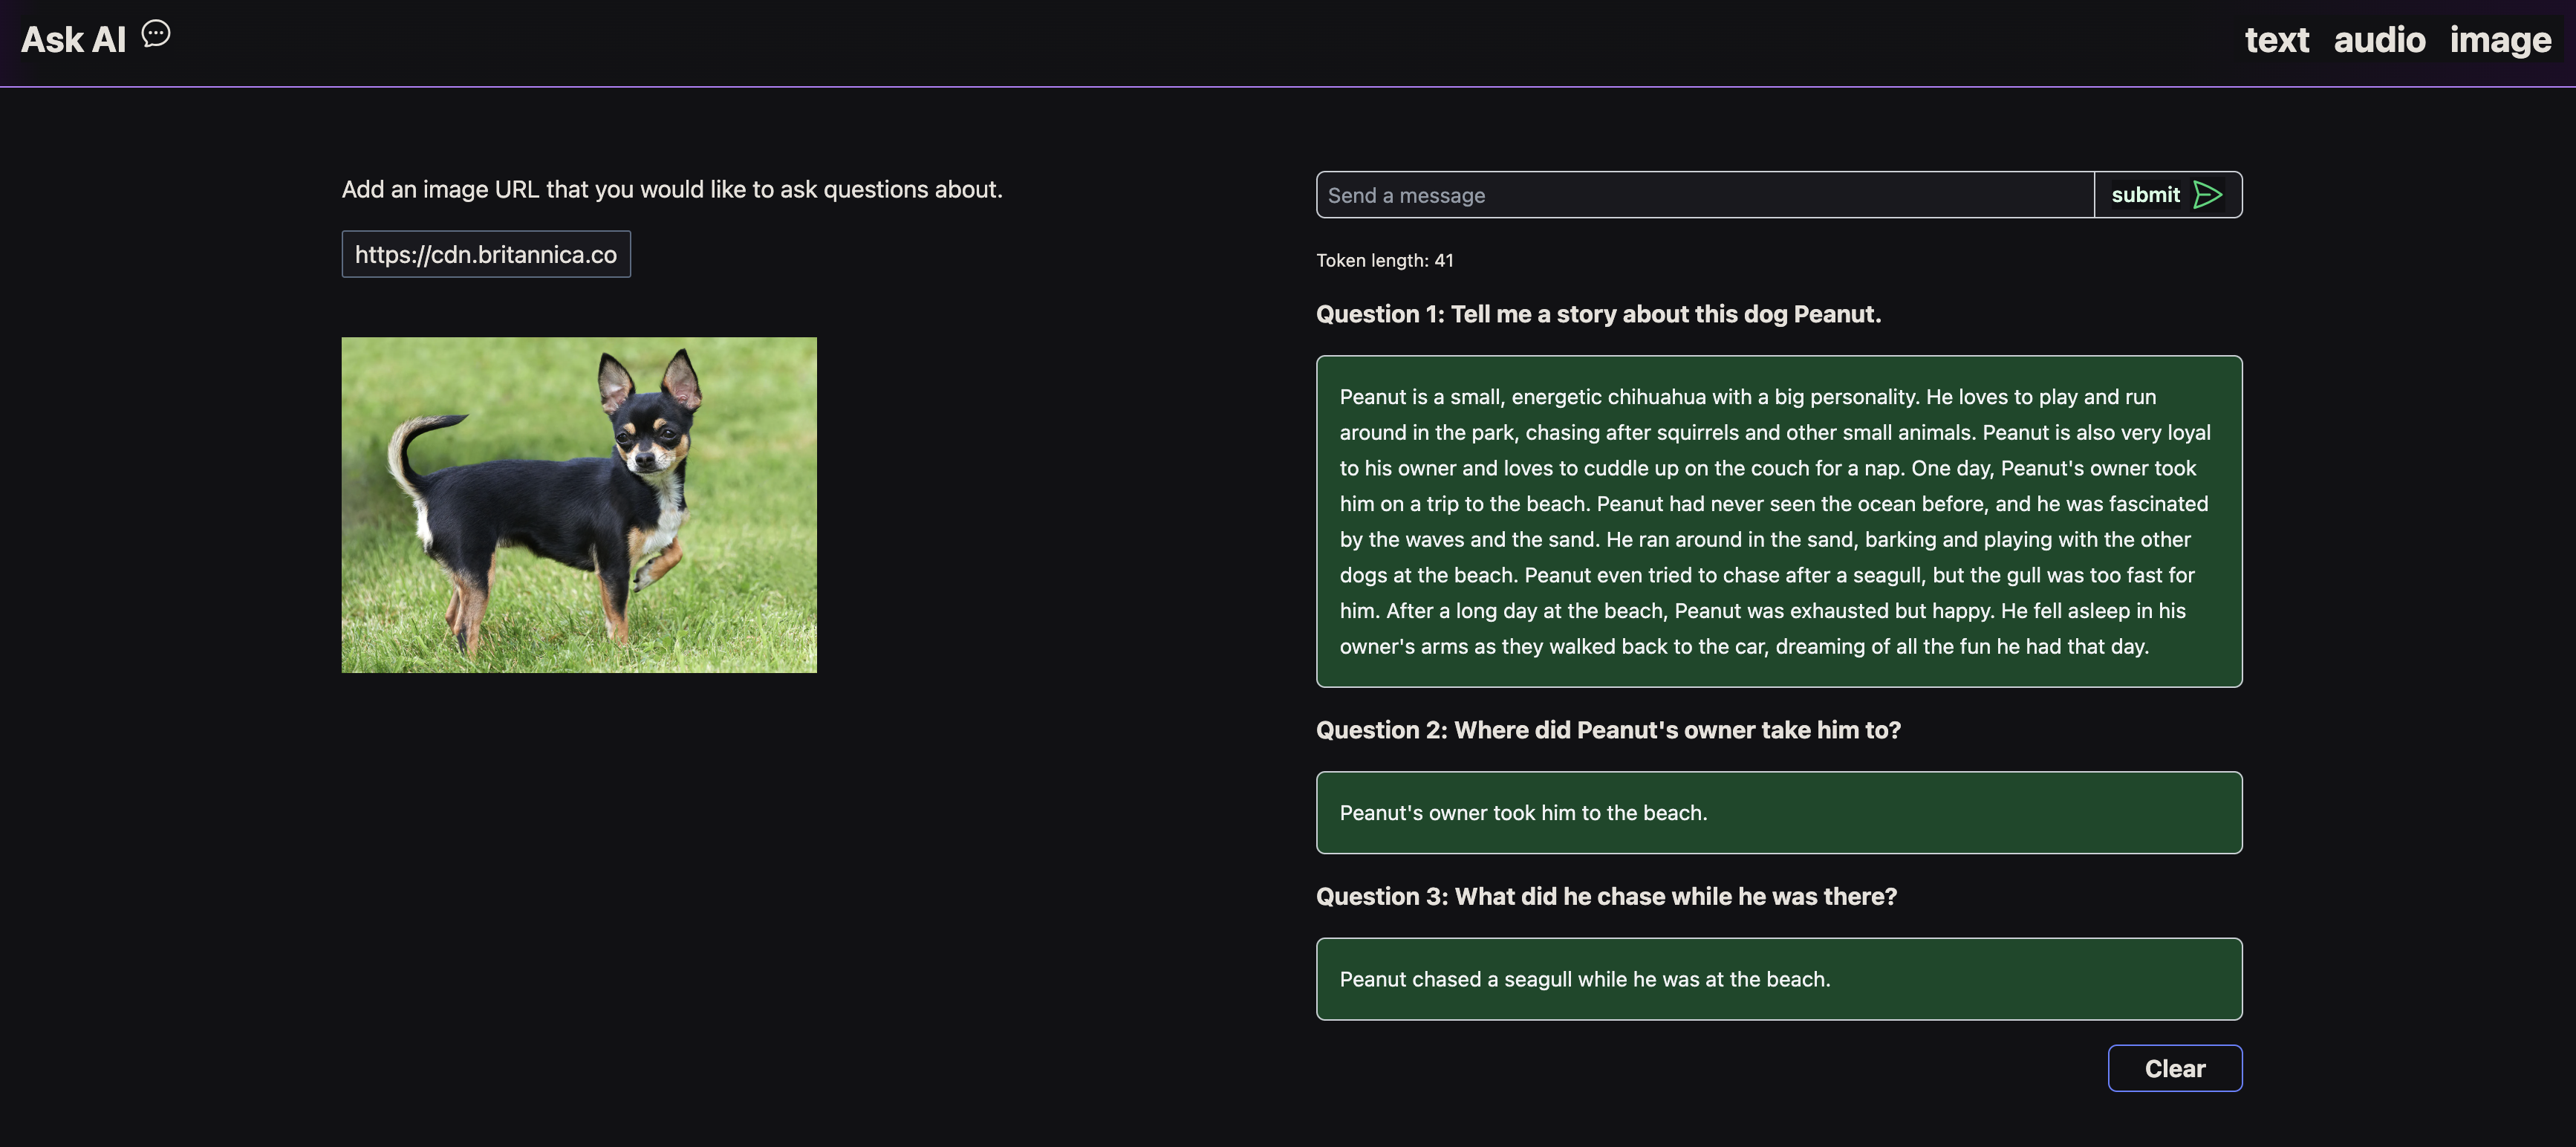 Ask AI
text audio image
Add an image URL that you would like to ask questions about.
https://cdn.britannica.co
Send a message
submit
Token length: 41
Question 1: Tell me a story about this dog Peanut.
Peanut is a small, energetic chihuahua with a big personality. He loves to play and run
around in the park, chasing after squirrels and other small animals. Peanut is also very loyal
to his owner and loves to cuddle up on the couch for a nap. One day, Peanut's owner took
him on a trip to the beach. Peanut had never seen the ocean before, and he was fascinated
by the waves and the sand. He ran around in the sand, barking and playing with the other
dogs at the beach. Peanut even tried to chase after a seagull, but the gull was too fast for
him. After a long day at the beach, Peanut was exhausted but happy. He fell asleep in his
owner's arms as they walked back to the car, dreaming of all the fun he had that day.
Question 2: Where did Peanut's owner take him to?
Peanut's owner took him to the beach.
Question 3: What did he chase while he was there?
Peanut chased a seagull while he was at the beach.
Clear